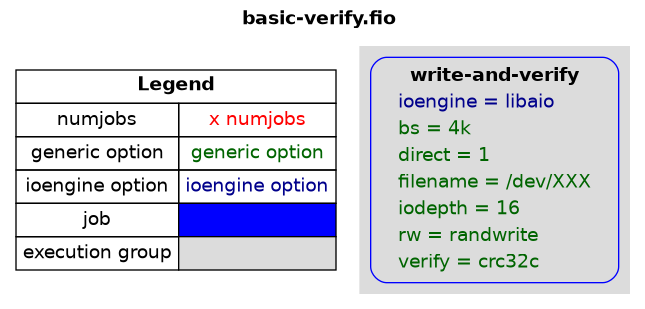 basic-verify.fio
Legend
numjobs x numjobs
generic option generic option
ioengine option ioengine option
job
execution group
write-and-verify
ioengine = libaio
bs = 4k
direct = 1
filename = /dev/XXX
iodepth = 16
rw = randwrite
verify = crc32c